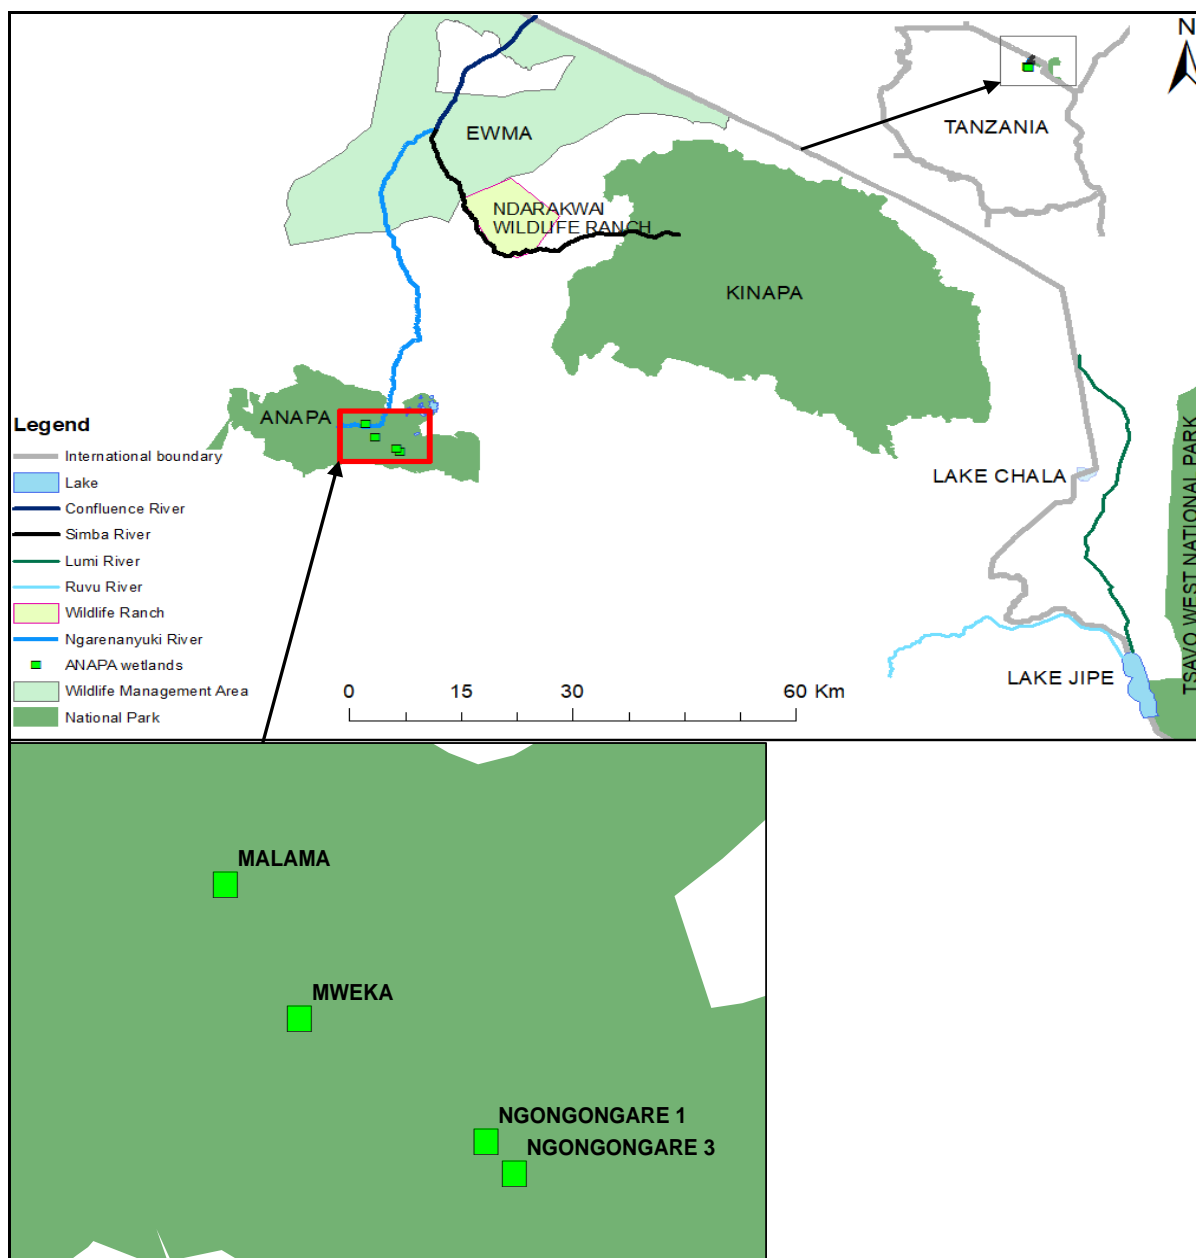 N
TANZANIA
EWMA
NDARAKWAI
WILDLIFE RANCH
KINAPA
ANAPA
LAKE CHALA
LAKE JIPE
TSAVO WEST NATIONAL PARK
Legend
International boundary
Lake
Confluence River
Simba River
Lumi River
Ruvu River
Wildlife Ranch
Ngarenanyuki River
ANAPA wetlands
Wildlife Management Area
National Park
0 15 30 60 Km
MALAMA
MWEKA
NGONGONGARE 1
NGONGONGARE 3